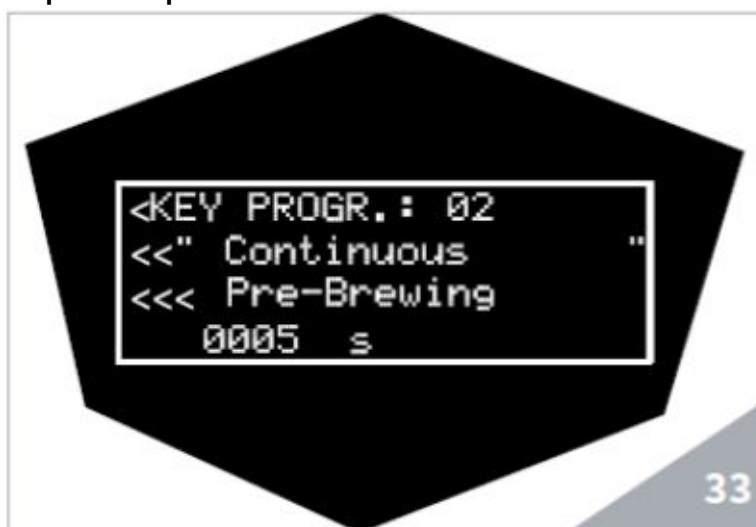 <KEY PROGR.: 02
<<" Continuous "
<<< Pre-Brewing
0005 s
33